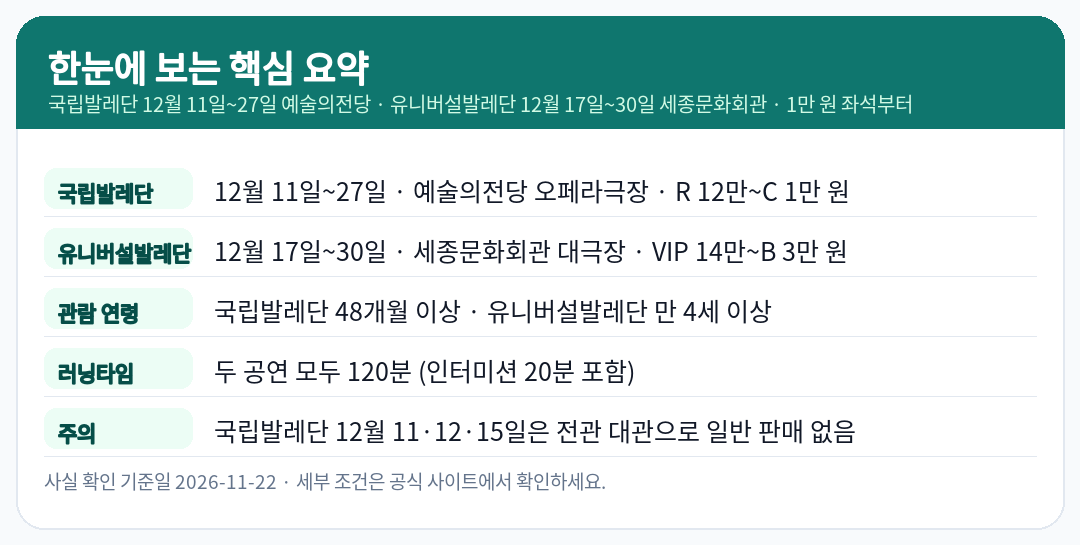 한눈에 보는 핵심 요약
국립발레단 12월 11일~27일 예술의전당 · 유니버설발레단 12월 17일~30일 세종문화회관 · 1만 원 좌석부터
국립발레단 12월 11일~27일 · 예술의전당 오페라극장 · R 12만~C 1만 원
유니버설발레단 12월 17일~30일 · 세종문화회관 대극장 · VIP 14만~B 3만 원
관람 연령 국립발레단 48개월 이상 · 유니버설발레단 만 4세 이상
러닝타임 두 공연 모두 120분 (인터미션 20분 포함)
주의 국립발레단 12월 11·12·15일은 전관 대관으로 일반 판매 없음
사실 확인 기준일 2026-11-22 · 세부 조건은 공식 사이트에서 확인하세요.